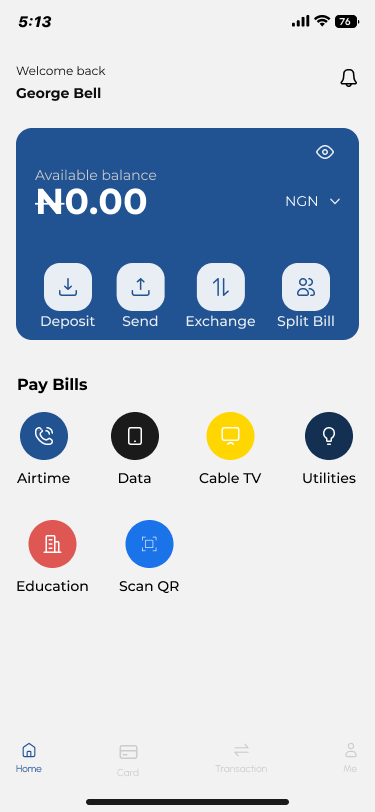 5:13
76
Welcome back
George Bell
Available balance
₦0.00
NGN
Deposit Send Exchange Split Bill
Pay Bills
Airtime Data Cable TV Utilities
Education Scan QR
Home Card Transaction Me